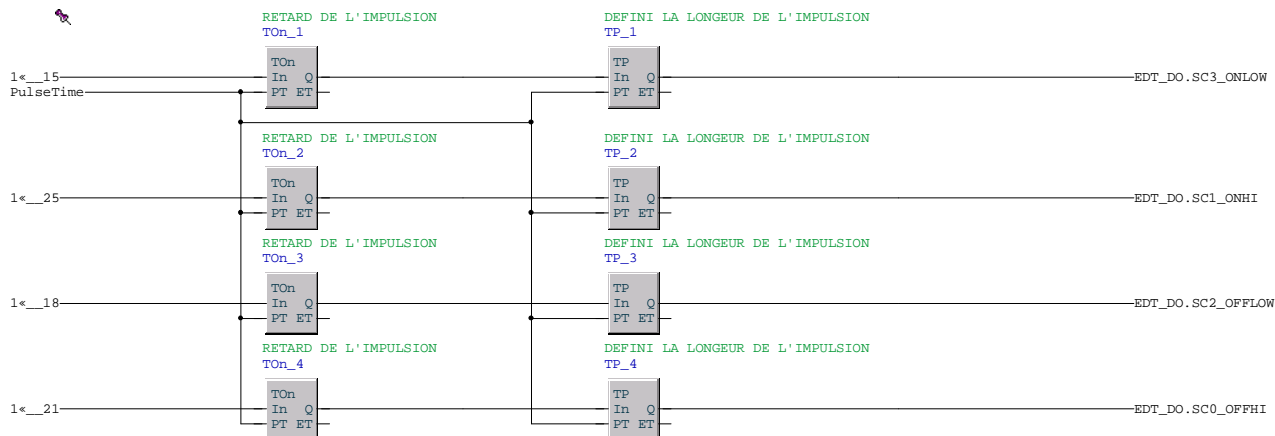 RETARD DE L'IMPULSION DEFINI LA LONGEUR DE L'IMPULSION
TOn_1 TP_1
TOn TP
1«__15 In Q In Q EDT_DO.SC3_ONLOW
PulseTime PT ET PT ET
RETARD DE L'IMPULSION DEFINI LA LONGEUR DE L'IMPULSION
TOn_2 TP_2
TOn TP
1«__25 In Q In Q EDT_DO.SC1_ONHI
PT ET PT ET
RETARD DE L'IMPULSION DEFINI LA LONGEUR DE L'IMPULSION
TOn_3 TP_3
TOn TP
1«__18 In Q In Q EDT_DO.SC2_OFFLOW
PT ET PT ET
RETARD DE L'IMPULSION DEFINI LA LONGEUR DE L'IMPULSION
TOn_4 TP_4
TOn TP
1«__21 In Q In Q EDT_DO.SC0_OFFHI
PT ET PT ET